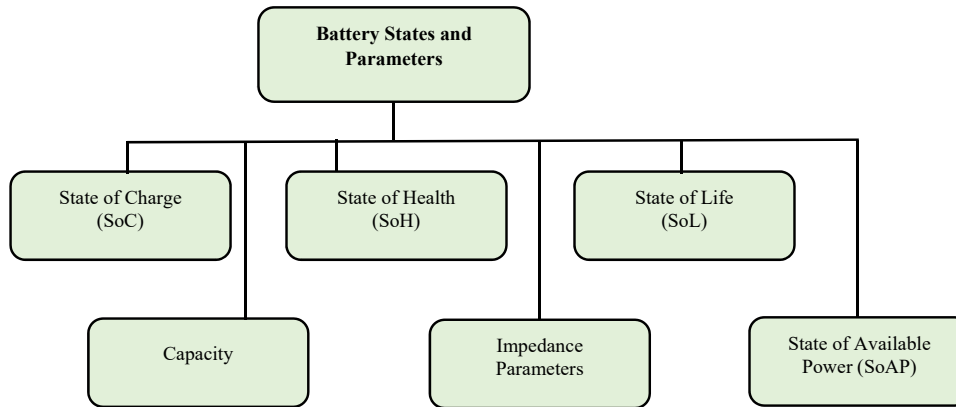 Battery States and
Parameters
State of Charge
(SoC)
State of Health
(SoH)
State of Life
(SoL)
Capacity
Impedance
Parameters
State of Available
Power (SoAP)